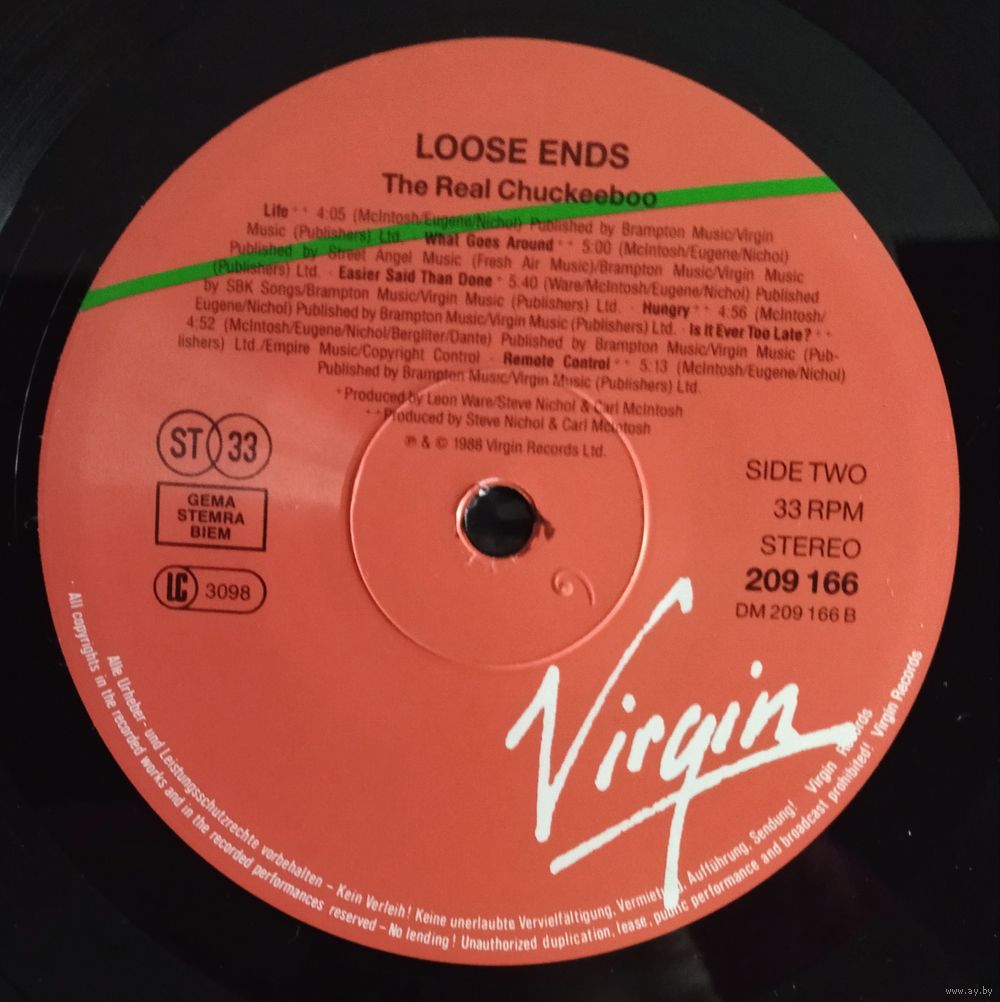 LOOSE ENDS
The Real Chuckeeboo
Life ** 4:05 (McIntosh/Eugene/Nichol) Published by Brampton Music/Virgin
Music (Publishers) Ltd. · What Goes Around ** 5:00 (McIntosh/Eugene/Nichol)
Published by Street Angel Music (Fresh Air Music)/Brampton Music/Virgin Music
(Publishers) Ltd. · Easier Said Than Done * 5.40 (Ware/McIntosh/Eugene/Nichol) Published
by SBK Songs/Brampton Music/Virgin Music (Publishers) Ltd. · Hungry ** 4:56 (McIntosh/
Eugene/Nichol) Published by Brampton Music/Virgin Music (Publishers) Ltd. · Is It Ever Too Late? **
4:52 (McIntosh/Eugene/Nichol/Bergliter/Dante) Published by Brampton Music/Virgin Music (Pub-
lishers) Ltd./Empire Music/Copyright Control · Remote Control ** 5:13 (McIntosh/Eugene/Nichol)
Published by Brampton Music/Virgin Music (Publishers) Ltd.
* Produced by Leon Ware/Steve Nichol & Carl McIntosh
** Produced by Steve Nichol & Carl McIntosh
℗ & © 1988 Virgin Records Ltd.
ST 33
GEMA
STEMRA
BIEM
LC 3098
SIDE TWO
33 RPM
STEREO
209 166
DM 209 166 B
Virgin
Alle Urheber- und Leistungsschutzrechte vorbehalten – Kein Verleih! Keine unerlaubte Vervielfältigung, Vermietung, Aufführung, Sendung! Virgin Records
All copyrights in the recorded works and in the recorded performances reserved – No lending! Unauthorized duplication, lease, public performance and broadcast prohibited! Virgin Records
www.ay.by